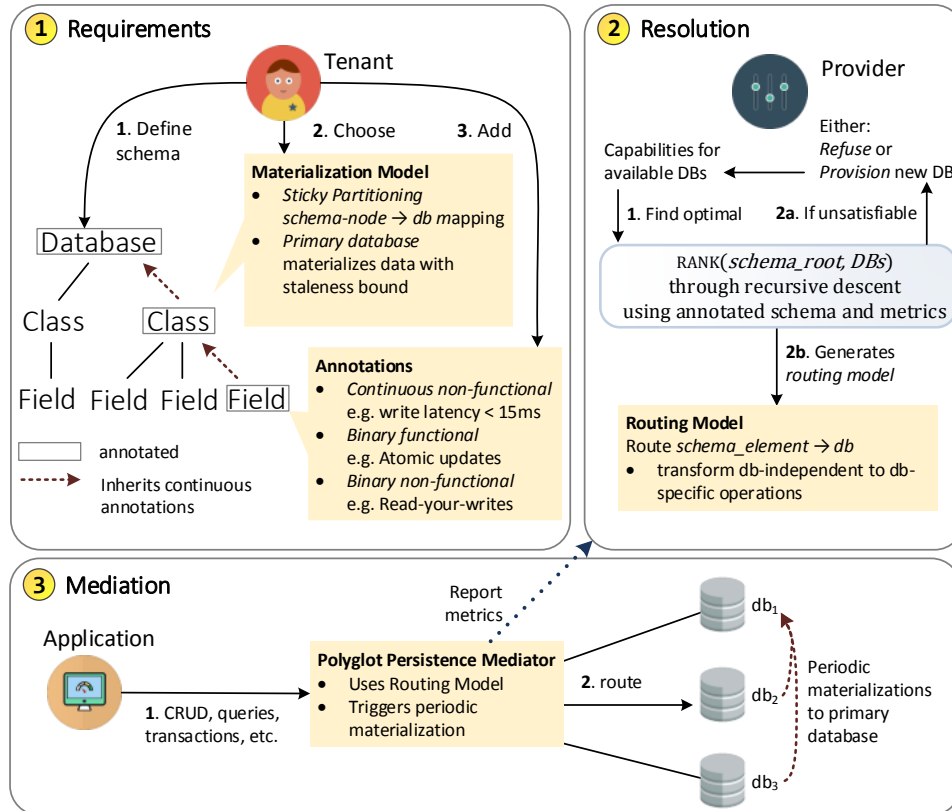 1 Requirements
Tenant
1. Define
schema
2. Choose
3. Add
Materialization Model
• Sticky Partitioning
schema-node → db mapping
• Primary database
materializes data with
staleness bound
Database
Class
Class
Field
Field
Field
Field
annotated
Inherits continuous
annotations
Annotations
• Continuous non-functional
e.g. write latency < 15ms
• Binary functional
e.g. Atomic updates
• Binary non-functional
e.g. Read-your-writes
2 Resolution
Provider
Capabilities for
available DBs
Either:
Refuse or
Provision new DB
1. Find optimal
2a. If unsatisfiable
RANK(schema_root, DBs)
through recursive descent
using annotated schema and metrics
2b. Generates
routing model
Routing Model
Route schema_element → db
• transform db-independent to db-
specific operations
3 Mediation
Application
1. CRUD, queries,
transactions, etc.
Report
metrics
Polyglot Persistence Mediator
• Uses Routing Model
• Triggers periodic
materialization
2. route
db1
db2
db3
Periodic
materializations
to primary
database